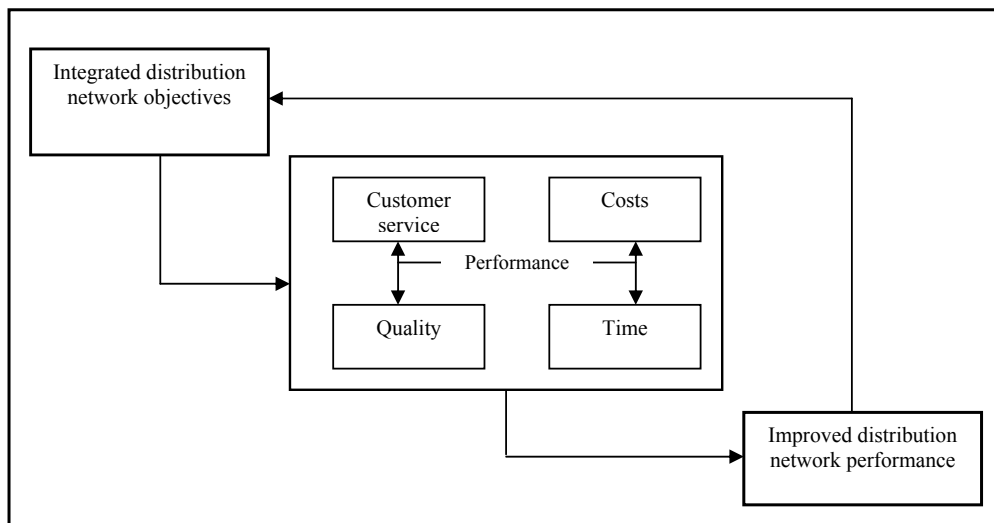 Integrated distribution
network objectives
Customer
service
Costs
Performance
Quality
Time
Improved distribution
network performance